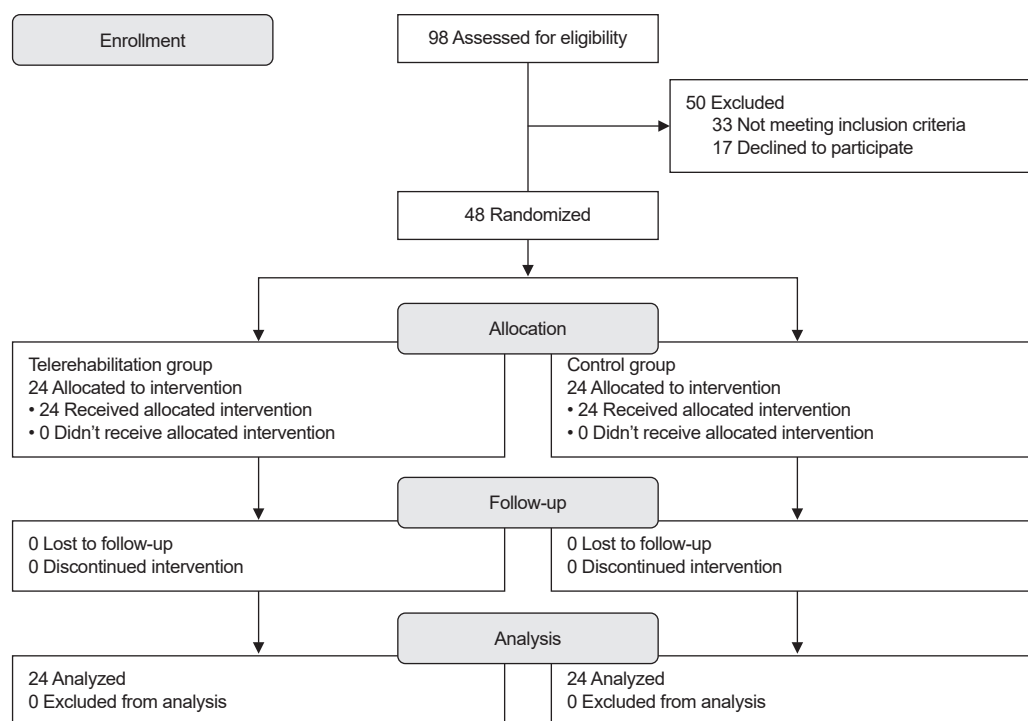 Enrollment
98 Assessed for eligibility
50 Excluded
33 Not meeting inclusion criteria
17 Declined to participate
48 Randomized
Allocation
Telerehabilitation group
24 Allocated to intervention
• 24 Received allocated intervention
• 0 Didn’t receive allocated intervention
Control group
24 Allocated to intervention
• 24 Received allocated intervention
• 0 Didn’t receive allocated intervention
Follow-up
0 Lost to follow-up
0 Discontinued intervention
0 Lost to follow-up
0 Discontinued intervention
Analysis
24 Analyzed
0 Excluded from analysis
24 Analyzed
0 Excluded from analysis